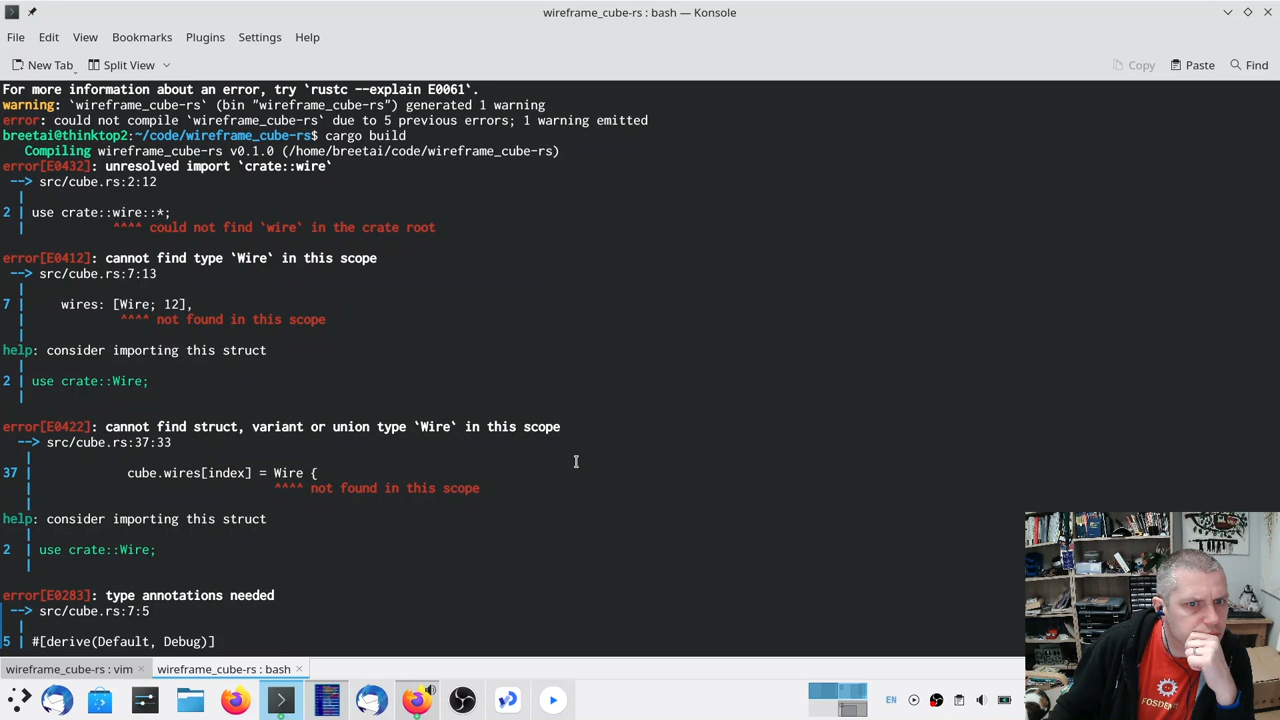 wireframe_cube-rs : bash — Konsole
File Edit View Bookmarks Plugins Settings Help
New Tab Split View Copy Paste Find
For more information about an error, try `rustc --explain E0061`.
warning: `wireframe_cube-rs` (bin "wireframe_cube-rs") generated 1 warning
error: could not compile `wireframe_cube-rs` due to 5 previous errors; 1 warning emitted
breetai@thinktop2:~/code/wireframe_cube-rs$ cargo build
Compiling wireframe_cube-rs v0.1.0 (/home/breetai/code/wireframe_cube-rs)
error[E0432]: unresolved import `crate::wire`
--> src/cube.rs:2:12
|
2 | use crate::wire::*;
| ^^^^ could not find `wire` in the crate root
error[E0412]: cannot find type `Wire` in this scope
--> src/cube.rs:7:13
|
7 | wires: [Wire; 12],
| ^^^^ not found in this scope
|
help: consider importing this struct
|
2 | use crate::Wire;
|
error[E0422]: cannot find struct, variant or union type `Wire` in this scope
--> src/cube.rs:37:33
|
37 | cube.wires[index] = Wire {
| ^^^^ not found in this scope
|
help: consider importing this struct
|
2 | use crate::Wire;
|
error[E0283]: type annotations needed
--> src/cube.rs:7:5
|
5 | #[derive(Default, Debug)]
wireframe_cube-rs : vim wireframe_cube-rs : bash
EN
FOSDEM